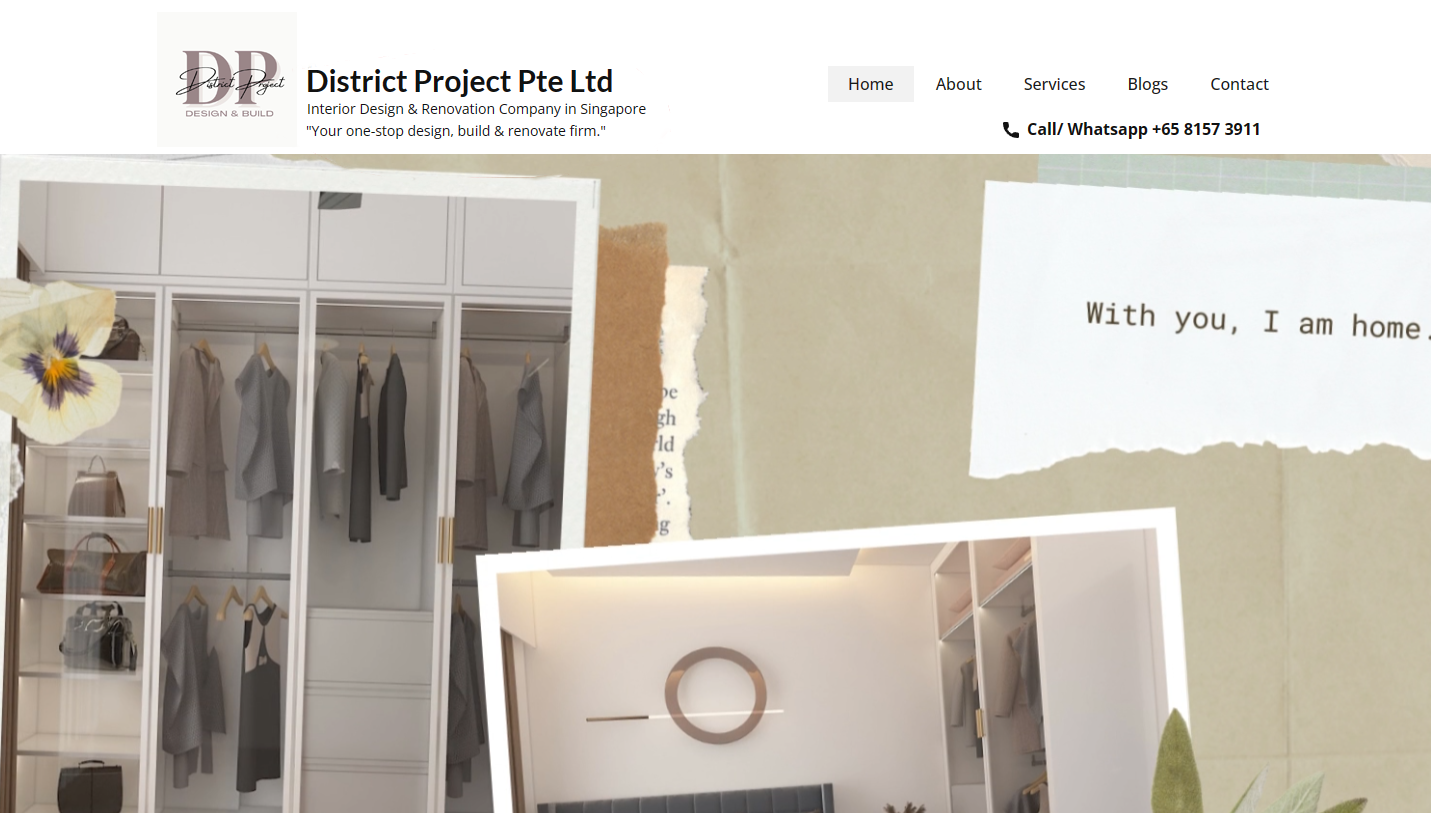 DP
District Project
DESIGN & BUILD
District Project Pte Ltd
Interior Design & Renovation Company in Singapore
"Your one-stop design, build & renovate firm."
Home About Services Blogs Contact
Call/ Whatsapp +65 8157 3911
With you, I am home.